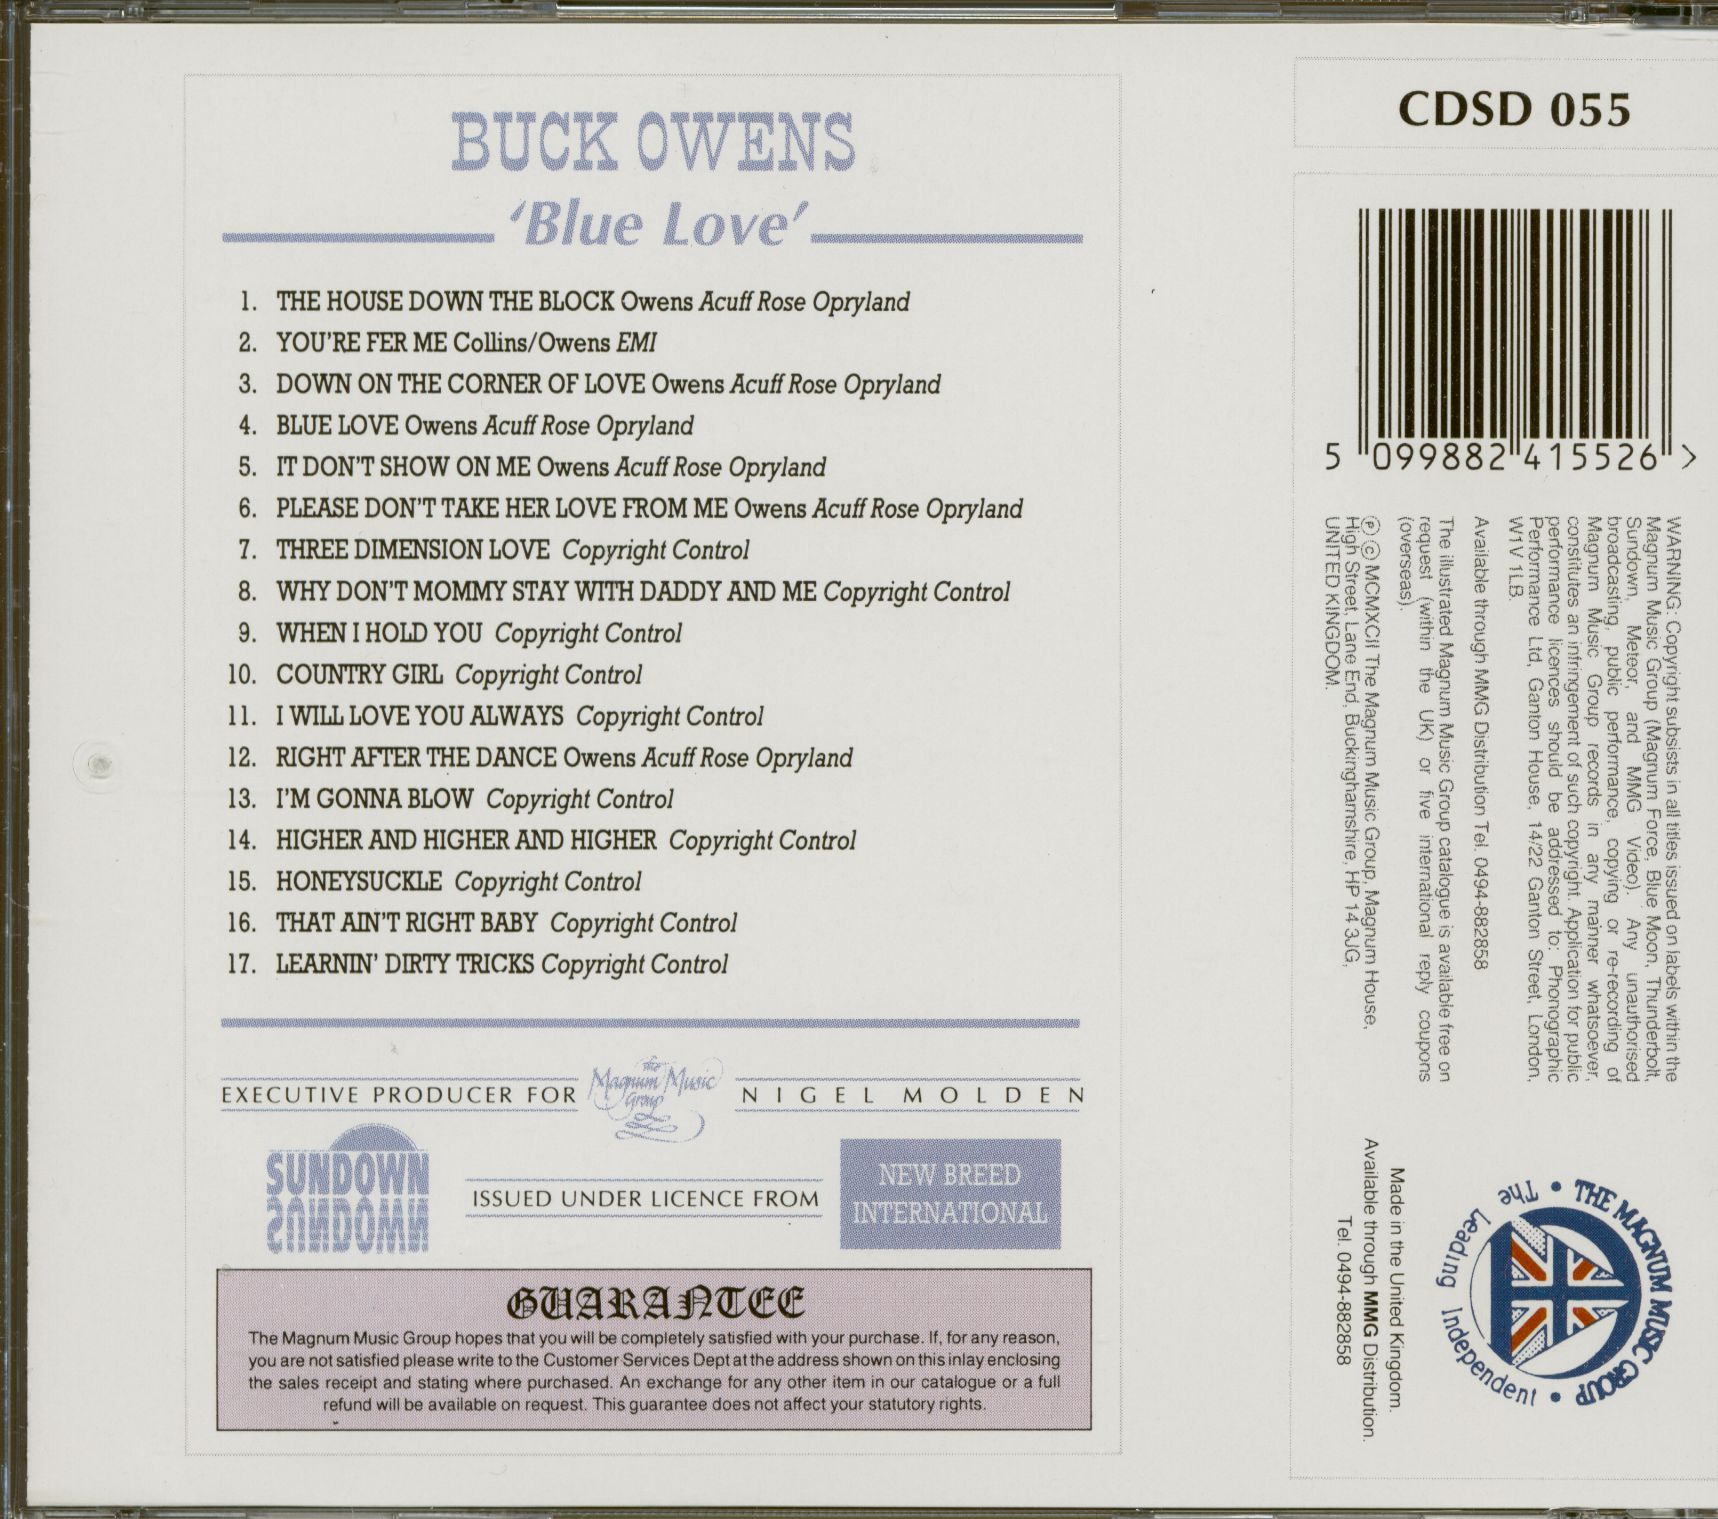 BUCK OWENS
'Blue Love'
1. THE HOUSE DOWN THE BLOCK Owens Acuff Rose Opryland
2. YOU'RE FER ME Collins/Owens EMI
3. DOWN ON THE CORNER OF LOVE Owens Acuff Rose Opryland
4. BLUE LOVE Owens Acuff Rose Opryland
5. IT DON'T SHOW ON ME Owens Acuff Rose Opryland
6. PLEASE DON'T TAKE HER LOVE FROM ME Owens Acuff Rose Opryland
7. THREE DIMENSION LOVE Copyright Control
8. WHY DON'T MOMMY STAY WITH DADDY AND ME Copyright Control
9. WHEN I HOLD YOU Copyright Control
10. COUNTRY GIRL Copyright Control
11. I WILL LOVE YOU ALWAYS Copyright Control
12. RIGHT AFTER THE DANCE Owens Acuff Rose Opryland
13. I'M GONNA BLOW Copyright Control
14. HIGHER AND HIGHER AND HIGHER Copyright Control
15. HONEYSUCKLE Copyright Control
16. THAT AIN'T RIGHT BABY Copyright Control
17. LEARNIN' DIRTY TRICKS Copyright Control
EXECUTIVE PRODUCER FOR The Magnum Music Group NIGEL MOLDEN
SUNDOWN
ISSUED UNDER LICENCE FROM
NEW BREED
INTERNATIONAL
GUARANTEE
The Magnum Music Group hopes that you will be completely satisfied with your purchase. If, for any reason,
you are not satisfied please write to the Customer Services Dept at the address shown on this inlay enclosing
the sales receipt and stating where purchased. An exchange for any other item in our catalogue or a full
refund will be available on request. This guarantee does not affect your statutory rights.
CDSD 055
5 099882 415526 >
WARNING: Copyright subsists in all titles issued on labels within the
Magnum Music Group (Magnum Force, Blue Moon, Thunderbolt,
Sundown, Meteor, and MMG Video). Any unauthorised
broadcasting, public performance, copying or re-recording of
Magnum Music Group records in any manner whatsoever,
constitutes an infringement of such copyright. Application for public
performance licences should be addressed to: Phonographic
Performance Ltd, Ganton House, 14/22 Ganton Street, London,
W1V 1LB.
Available through MMG Distribution Tel. 0494-882858
The illustrated Magnum Music Group catalogue is available free on
request (within the UK) or five international reply coupons
(overseas).
℗ © MCMXCII The Magnum Music Group, Magnum House,
High Street, Lane End, Buckinghamshire, HP 14 3JG,
UNITED KINGDOM.
Made in the United Kingdom.
Available through MMG Distribution.
Tel. 0494-882858
THE MAGNUM MUSIC GROUP • The Leading Independent •